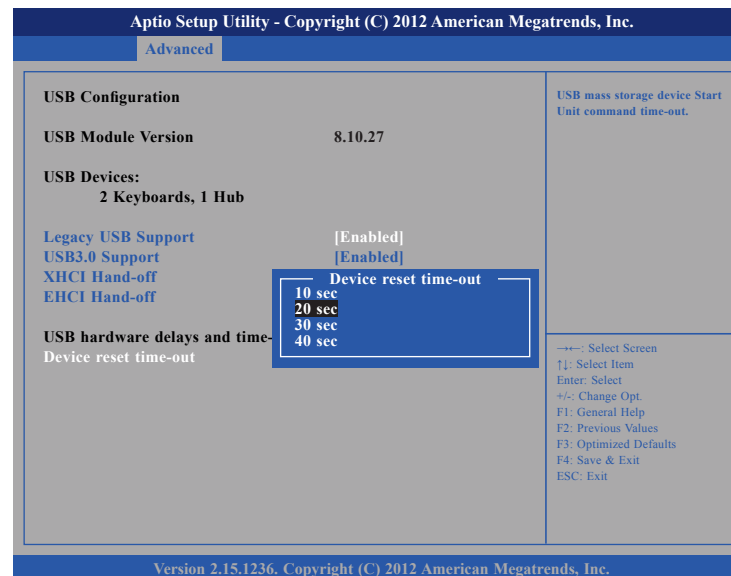 Aptio Setup Utility - Copyright (C) 2012 American Megatrends, Inc.
Advanced
USB Configuration
USB Module Version 8.10.27
USB Devices:
2 Keyboards, 1 Hub
Legacy USB Support [Enabled]
USB3.0 Support [Enabled]
XHCI Hand-off
EHCI Hand-off
USB hardware delays and time-
Device reset time-out
Device reset time-out
10 sec
20 sec
30 sec
40 sec
USB mass storage device Start
Unit command time-out.
→←: Select Screen
↑↓: Select Item
Enter: Select
+/-: Change Opt.
F1: General Help
F2: Previous Values
F3: Optimized Defaults
F4: Save & Exit
ESC: Exit
Version 2.15.1236. Copyright (C) 2012 American Megatrends, Inc.